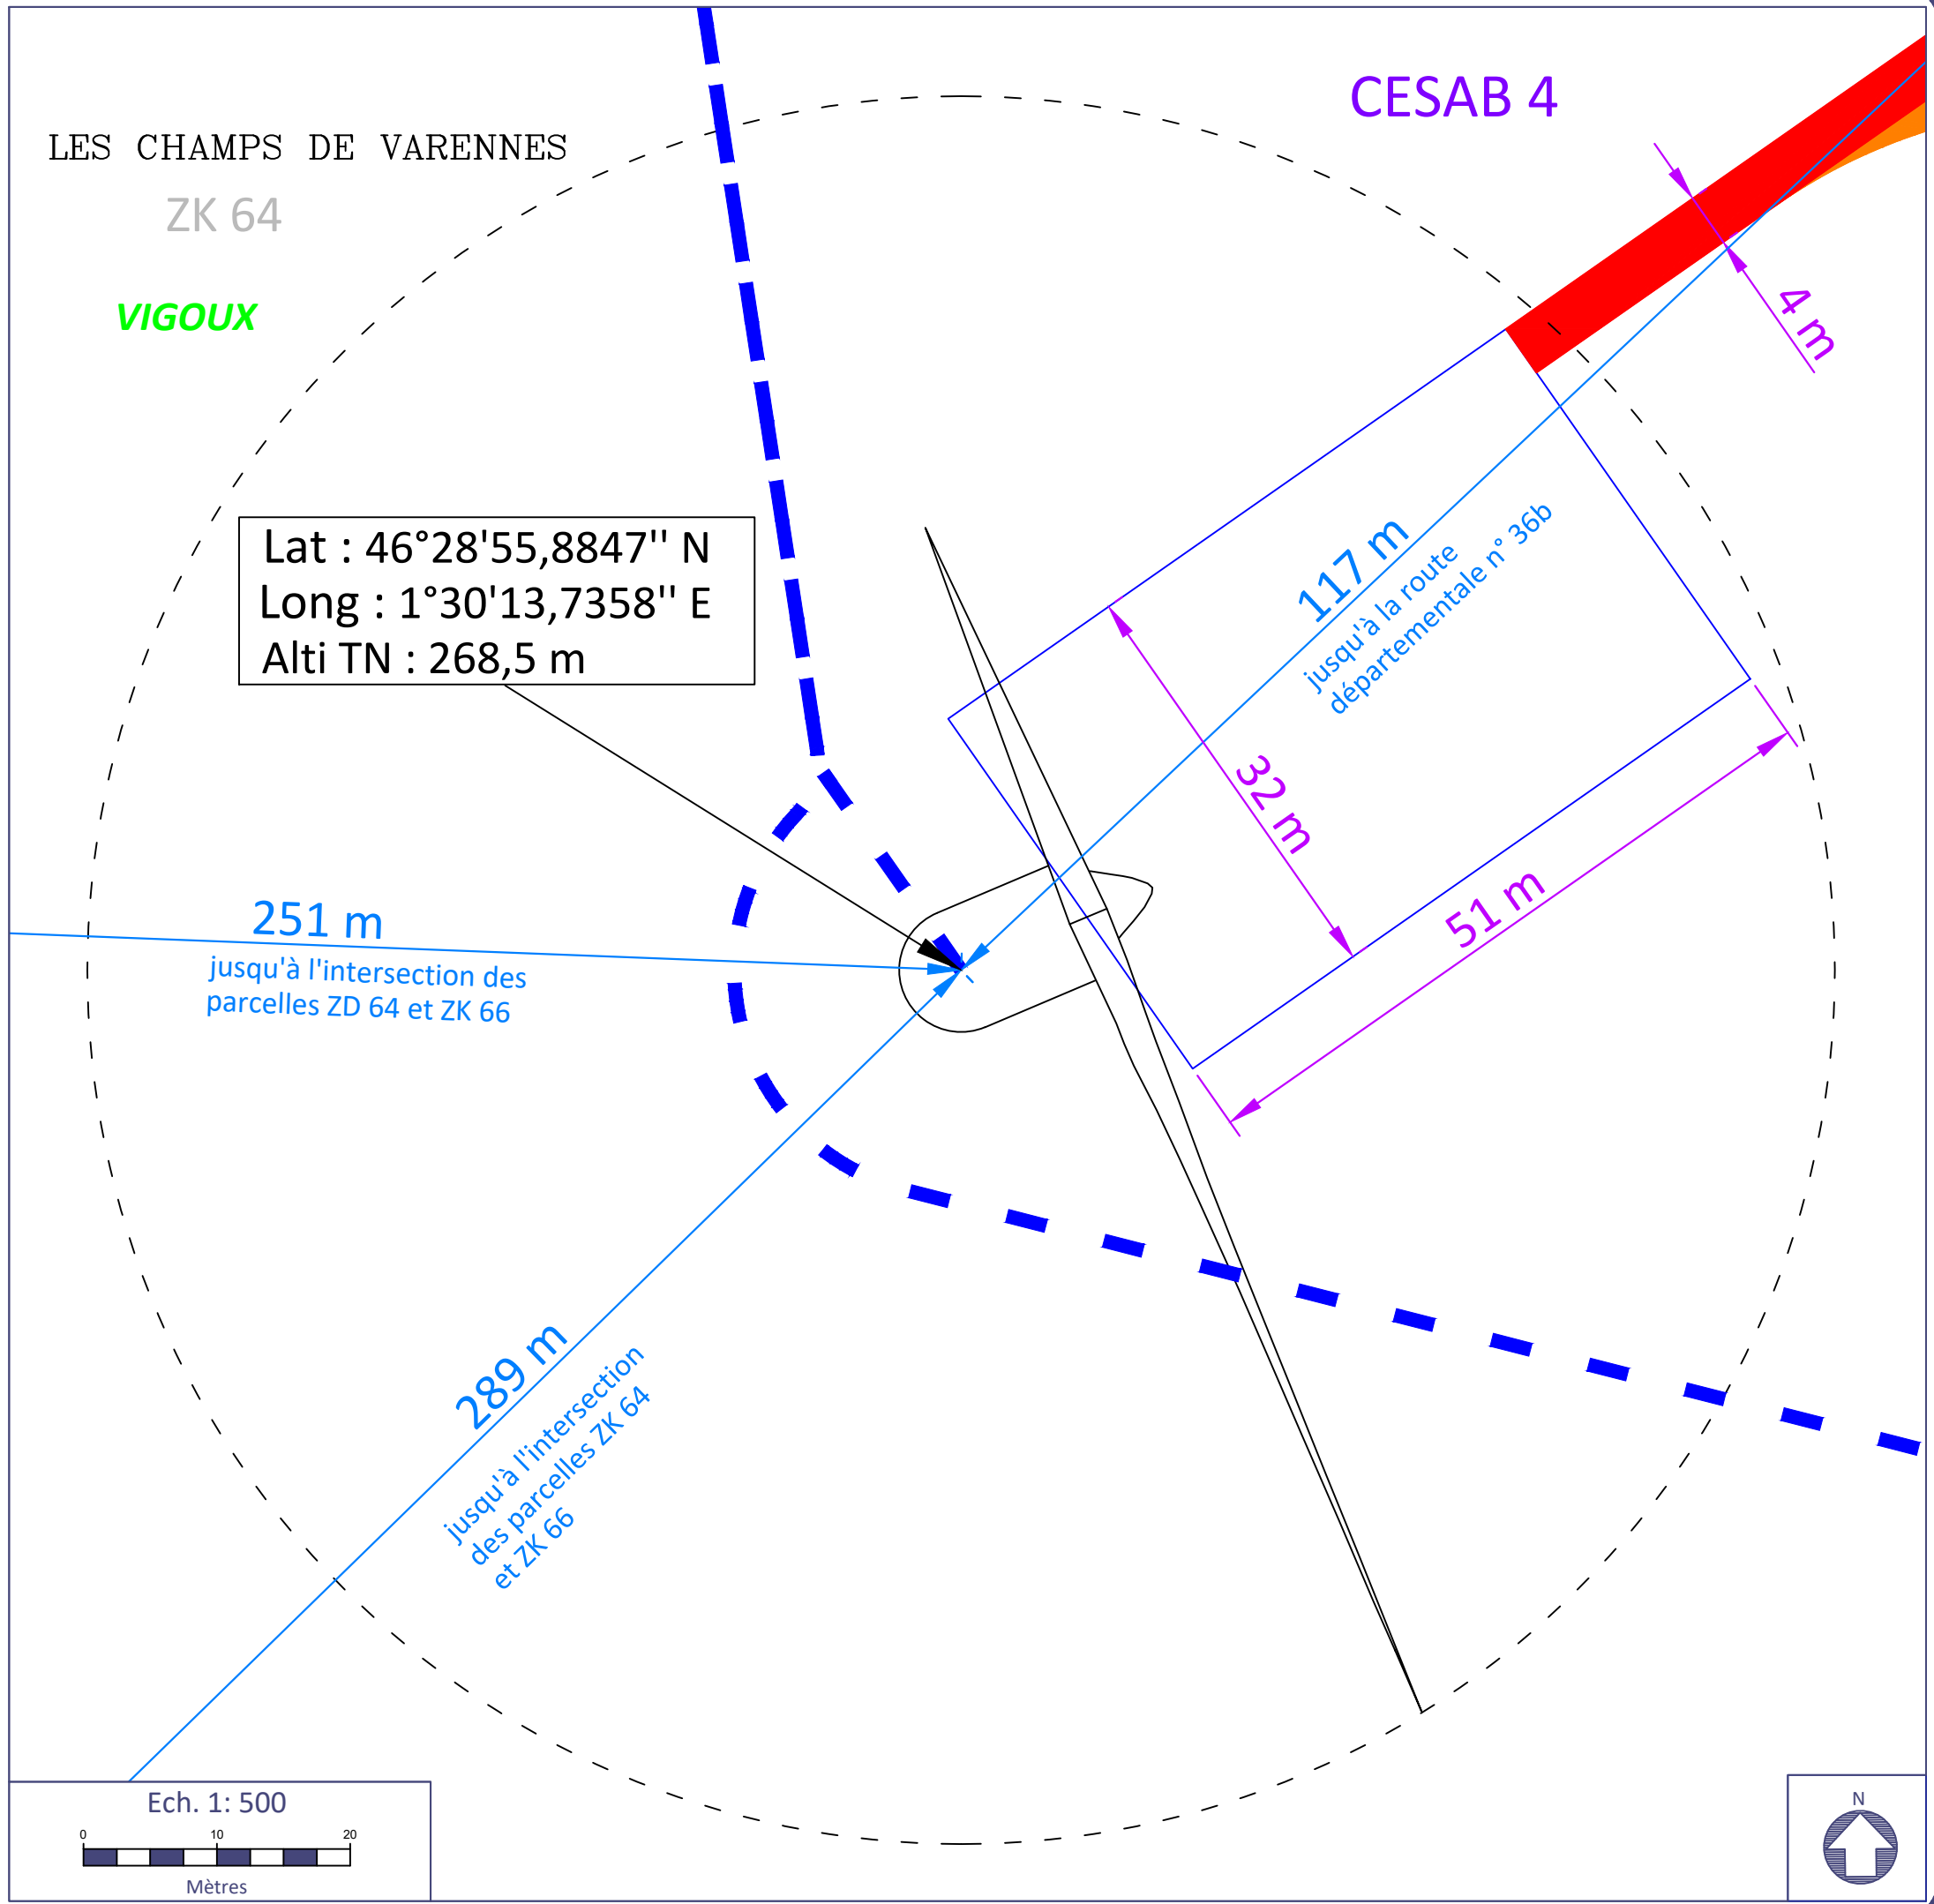 CESAB 4
LES CHAMPS DE VARENNES
ZK 64
VIGOUX
4 m
Lat : 46°28'55,8847'' N
Long : 1°30'13,7358'' E
Alti TN : 268,5 m
117 m
jusqu'à la route
départementale n° 36b
32 m
51 m
251 m
jusqu'à l'intersection des
parcelles ZD 64 et ZK 66
289 m
jusqu'à l'intersection
des parcelles ZK 64
et ZK 66
Ech. 1: 500
0 10 20
Mètres
N